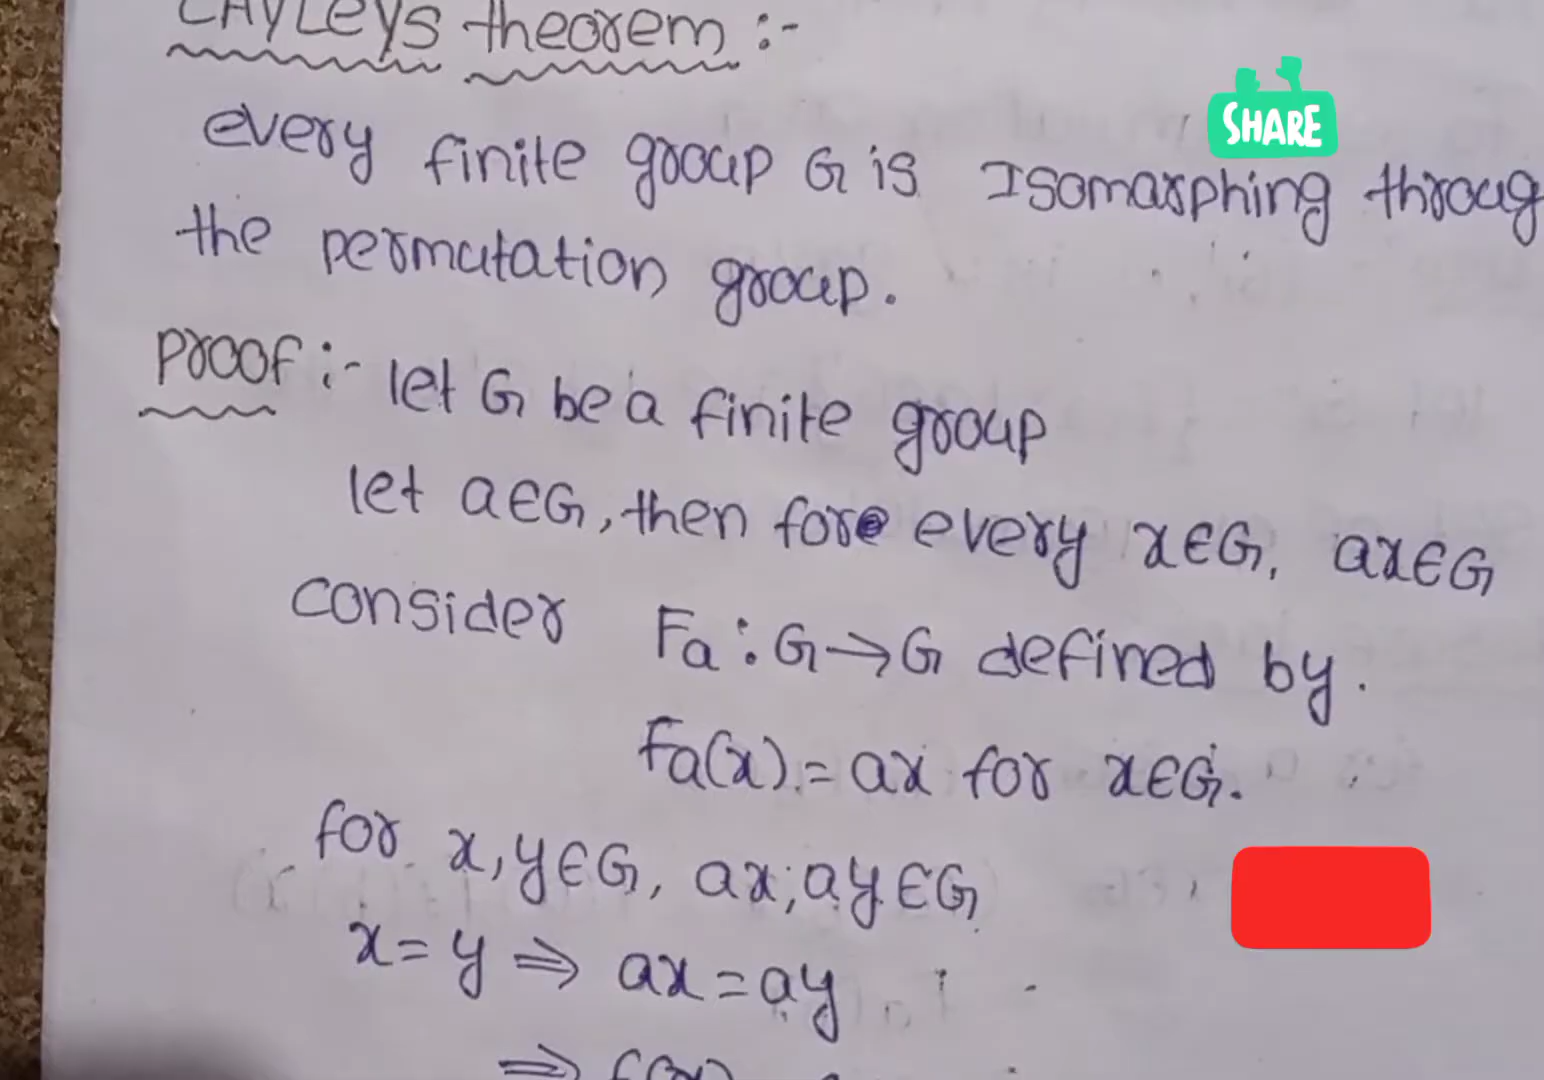 CAYLEYS theorem :-
SHARE
every finite group G is Isomarphing throug
the permutation group.
Proof :- let G be a finite group
let a∈G, then fore every x∈G, ax∈G
consider Fa : G→G defined by.
Fa(x) = ax for x∈G.
for x, y∈G, ax, ay∈G
x = y ⇒ ax = ay